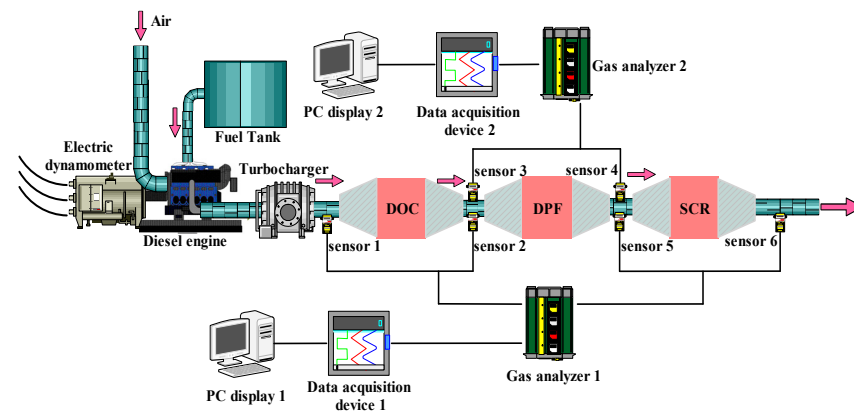 Air
Gas analyzer 2
PC display 2
Data acquisition
device 2
Fuel Tank
Electric
dynamometer
Turbocharger
sensor 3
sensor 4
DOC
DPF
SCR
Diesel engine
sensor 1
sensor 2
sensor 5
sensor 6
PC display 1
Data acquisition
device 1
Gas analyzer 1